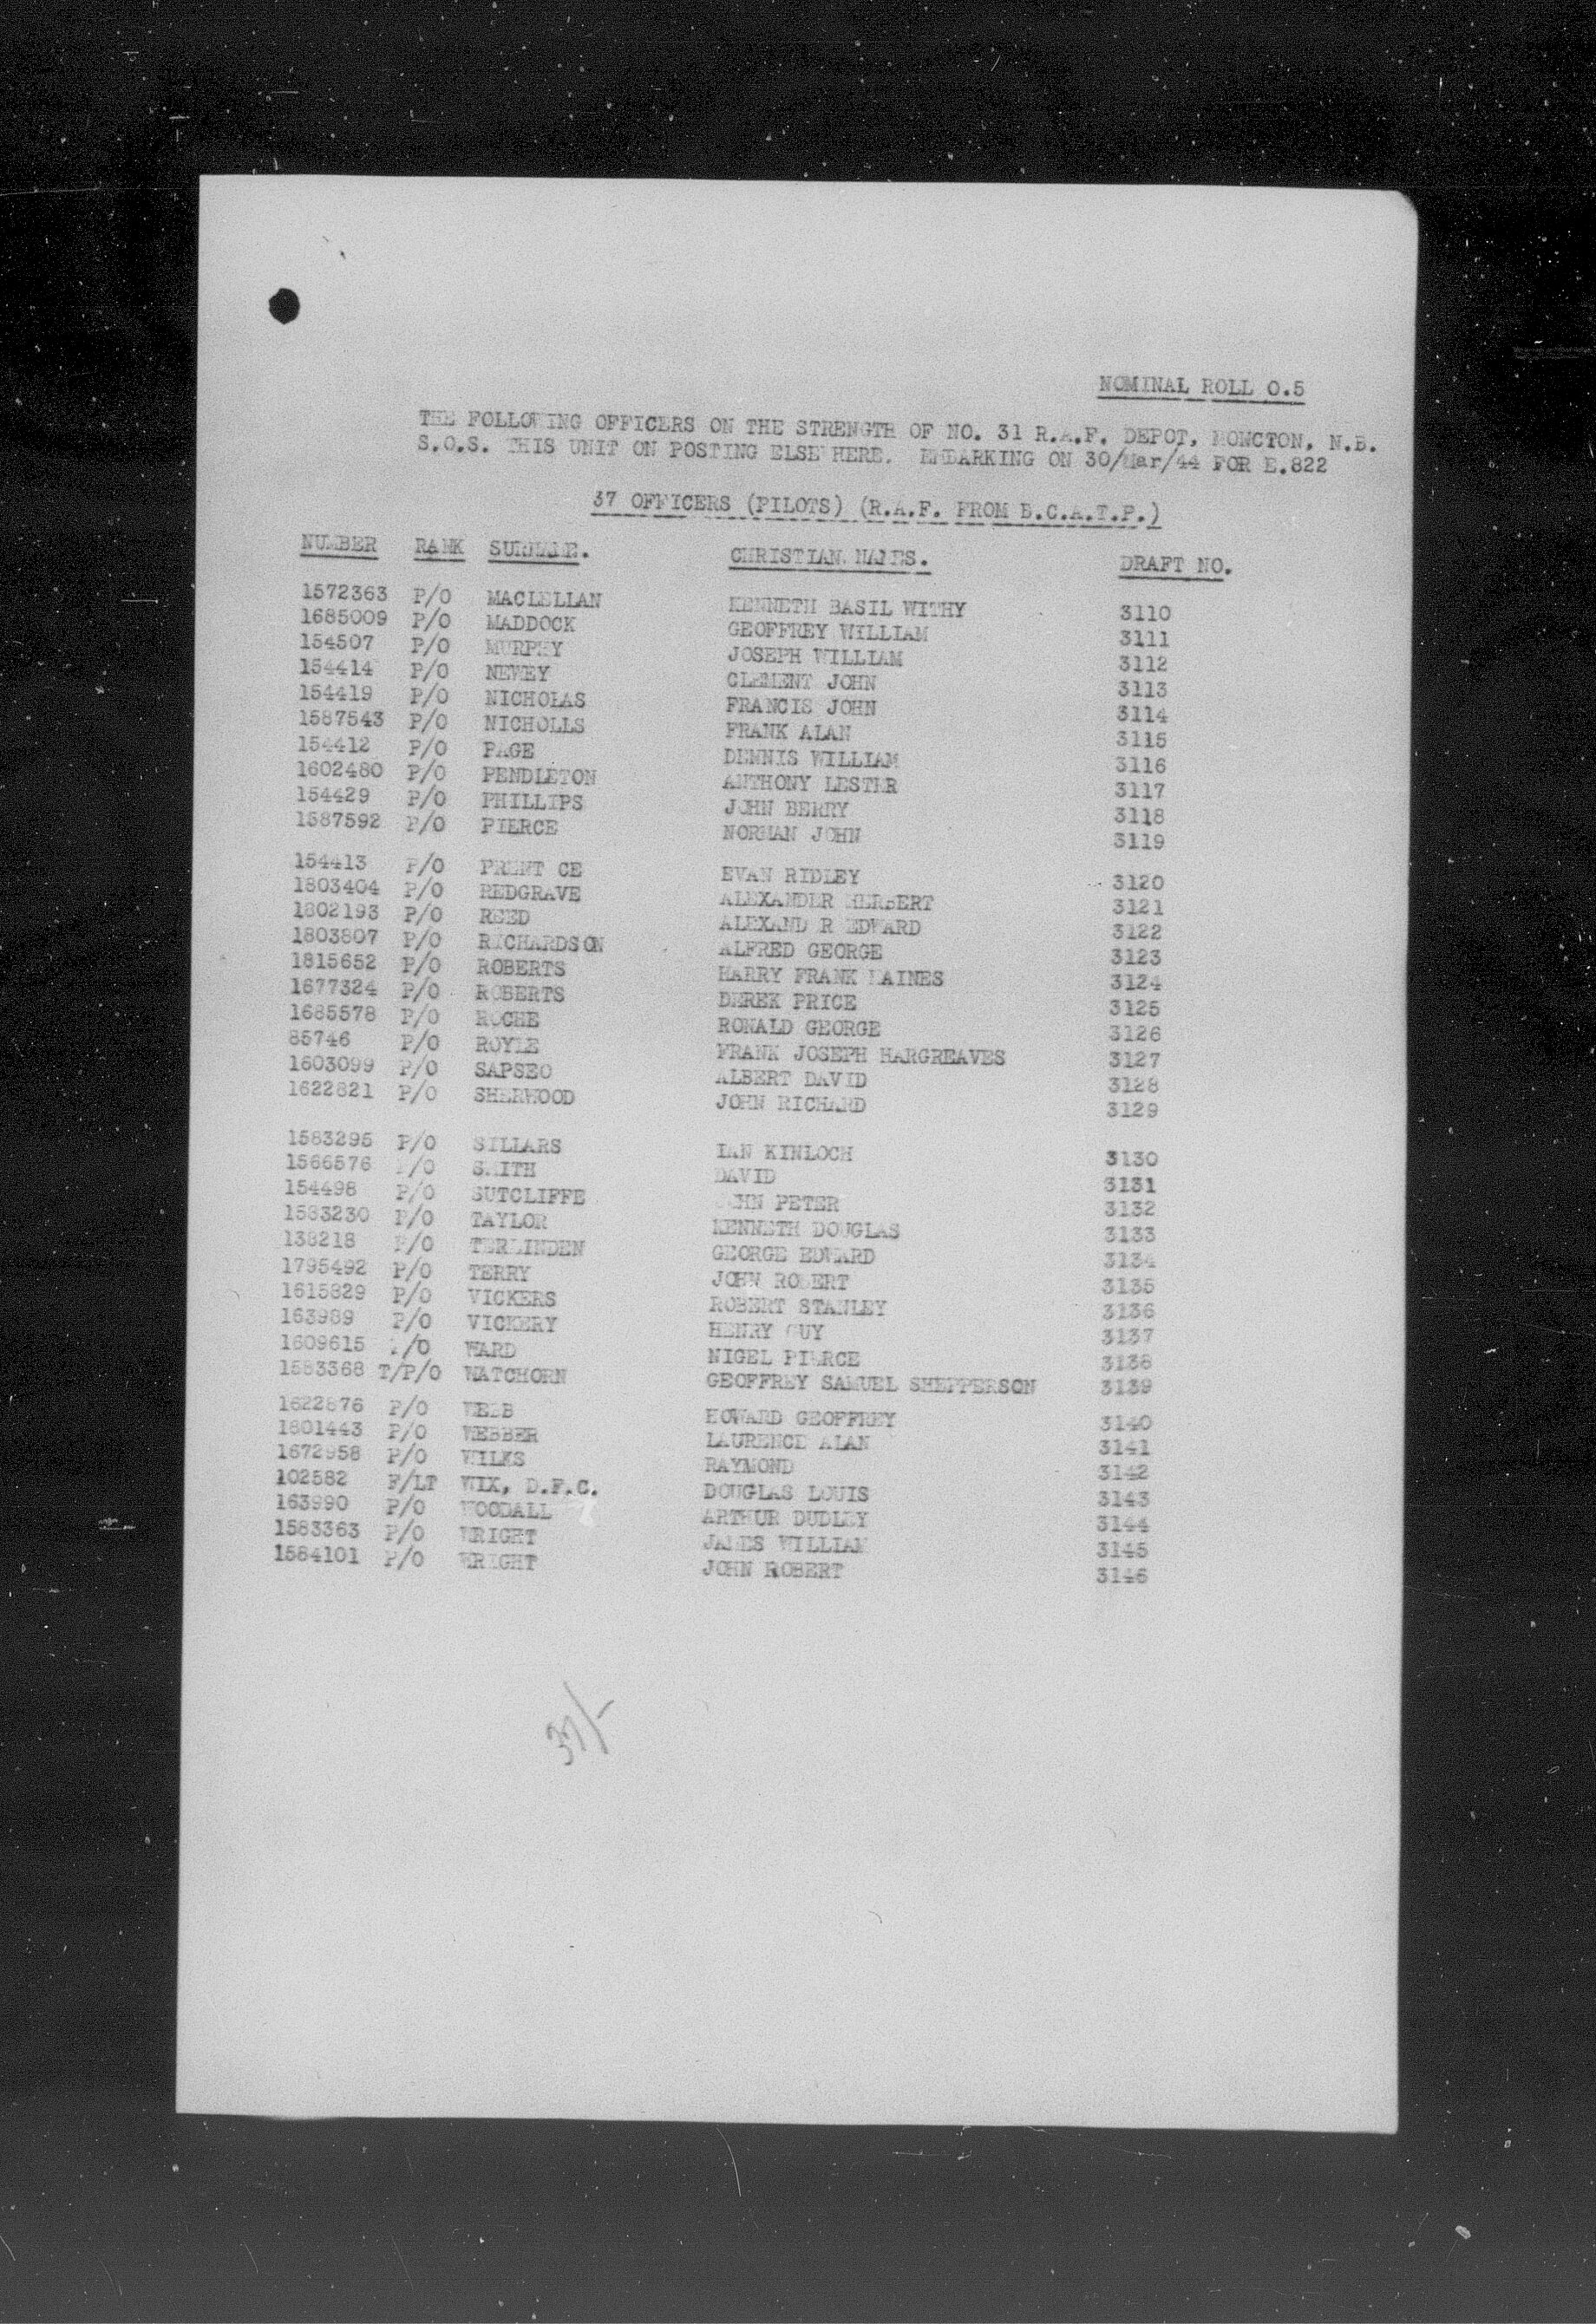 NOMINAL ROLL O.5
THE FOLLOWING OFFICERS ON THE STRENGTH OF NO. 31 R.A.F. DEPOT, MONCTON, N.B.
S.O.S. THIS UNIT ON POSTING ELSEWHERE. EMBARKING ON 30/Mar/44 FOR E.822
37 OFFICERS (PILOTS) (R.A.F. FROM B.C.A.T.P.)
NUMBER RANK SURNAME. CHRISTIAN NAMES. DRAFT NO.
1572363 P/O MACLELLAN KENNETH BASIL WITHY 3110
1685009 P/O MADDOCK GEOFFREY WILLIAM 3111
154507 P/O MURPHY JOSEPH WILLIAM 3112
154414 P/O NEWEY CLEMENT JOHN 3113
154419 P/O NICHOLAS FRANCIS JOHN 3114
1587543 P/O NICHOLLS FRANK ALAN 3115
154412 P/O PAGE DENNIS WILLIAM 3116
1602480 P/O PENDLETON ANTHONY LESTER 3117
154429 P/O PHILLIPS JOHN BERRY 3118
1587592 P/O PIERCE NORMAN JOHN 3119
154413 P/O PRENT CE EVAN RIDLEY 3120
1803404 P/O REDGRAVE ALEXANDER HERBERT 3121
1802193 P/O REED ALEXAND R EDWARD 3122
1803807 P/O RICHARDSON ALFRED GEORGE 3123
1815652 P/O ROBERTS HARRY FRANK 3124
1677324 P/O ROBERTS DEREK PRICE 3125
1685578 P/O ROCHE RONALD GEORGE 3126
85746 P/O ROYLE FRANK JOSEPH HARGREAVES 3127
1603099 P/O SAPSEO ALBERT DAVID 3128
1622821 P/O SHERWOOD JOHN RICHARD 3129
1583295 P/O SILLARS IAN KINLOCH 3130
1566576 P/O SMITH DAVID 3131
154498 P/O SUTCLIFFE JOHN PETER 3132
1583230 P/O TAYLOR KENNETH DOUGLAS 3133
138218 P/O TERLINDEN GEORGE EDWARD 3134
1795492 P/O TERRY JOHN ROBERT 3135
1615829 P/O VICKERS ROBERT STANLEY 3136
163989 P/O VICKERY HENRY GUY 3137
1609615 P/O WARD NIGEL PIERCE 3138
1583368 T/P/O WATCHORN GEOFFREY SAMUEL SHEPPERSON 3139
1622876 P/O WEBB HOWARD GEOFFREY 3140
1801443 P/O WEBBER LAURENCE ALAN 3141
1672958 P/O WILKS RAYMOND 3142
102582 F/LT WIX, D.F.C. DOUGLAS LOUIS 3143
163990 P/O WOODALL ARTHUR DUDLEY 3144
1583363 P/O WRIGHT JAMES WILLIAM 3145
1584101 P/O WRIGHT JOHN ROBERT 3146
37/-